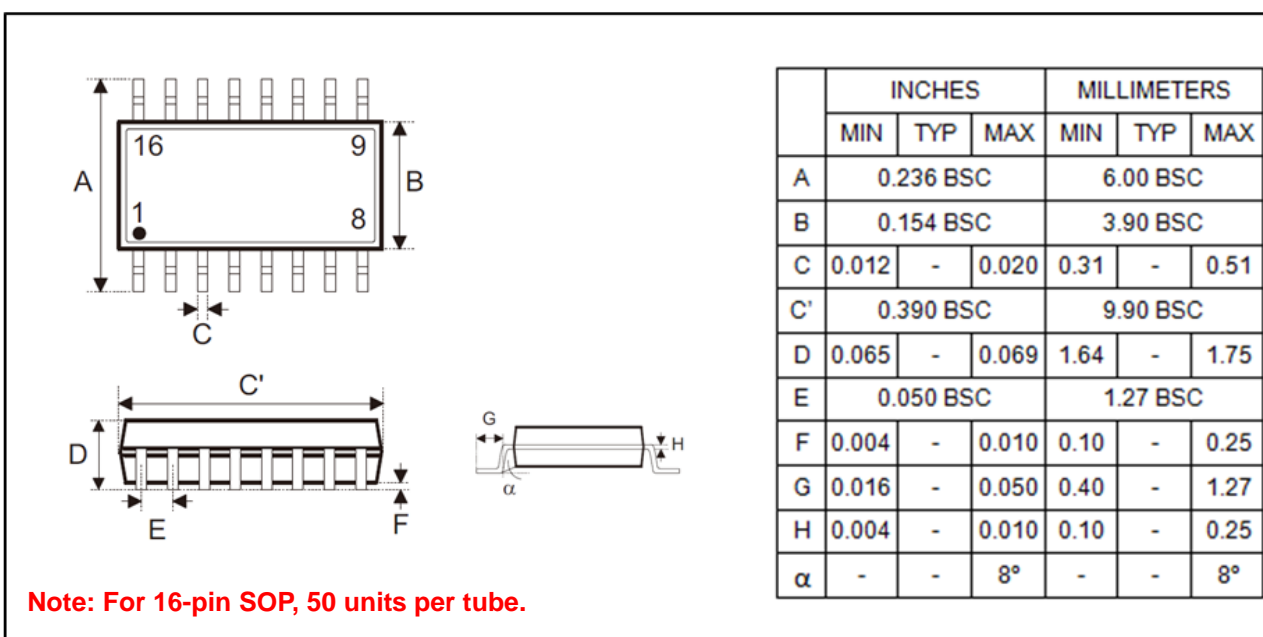 16 9
A B
1 8
C
C'
D
E F
G
H
α
INCHES MILLIMETERS
MIN TYP MAX MIN TYP MAX
A 0.236 BSC 6.00 BSC
B 0.154 BSC 3.90 BSC
C 0.012 - 0.020 0.31 - 0.51
C' 0.390 BSC 9.90 BSC
D 0.065 - 0.069 1.64 - 1.75
E 0.050 BSC 1.27 BSC
F 0.004 - 0.010 0.10 - 0.25
G 0.016 - 0.050 0.40 - 1.27
H 0.004 - 0.010 0.10 - 0.25
α - - 8° - - 8°
Note: For 16-pin SOP, 50 units per tube.